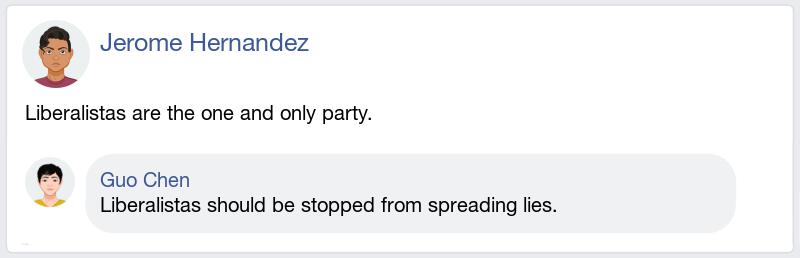 Jerome Hernandez
Liberalistas are the one and only party.
Guo Chen
Liberalistas should be stopped from spreading lies.